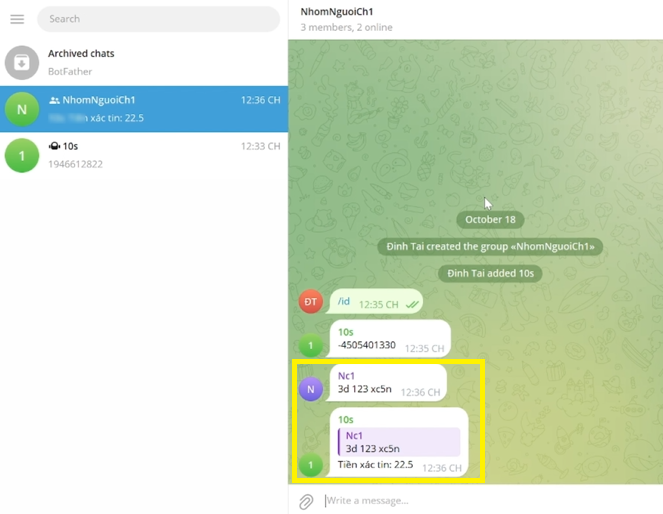 Search
Archived chats
BotFather
N
NhomNguoiCh1
12:36 CH
xác tin: 22.5
1
10s
12:33 CH
1946612822
NhomNguoiCh1
3 members, 2 online
October 18
Đinh Tai created the group «NhomNguoiCh1»
Đinh Tai added 10s
ĐT
/id
12:35 CH
10s
1
-4505401330
12:35 CH
Nc1
N
3d 123 xc5n
12:36 CH
10s
Nc1
3d 123 xc5n
1
Tiền xác tin: 22.5
12:36 CH
Write a message...